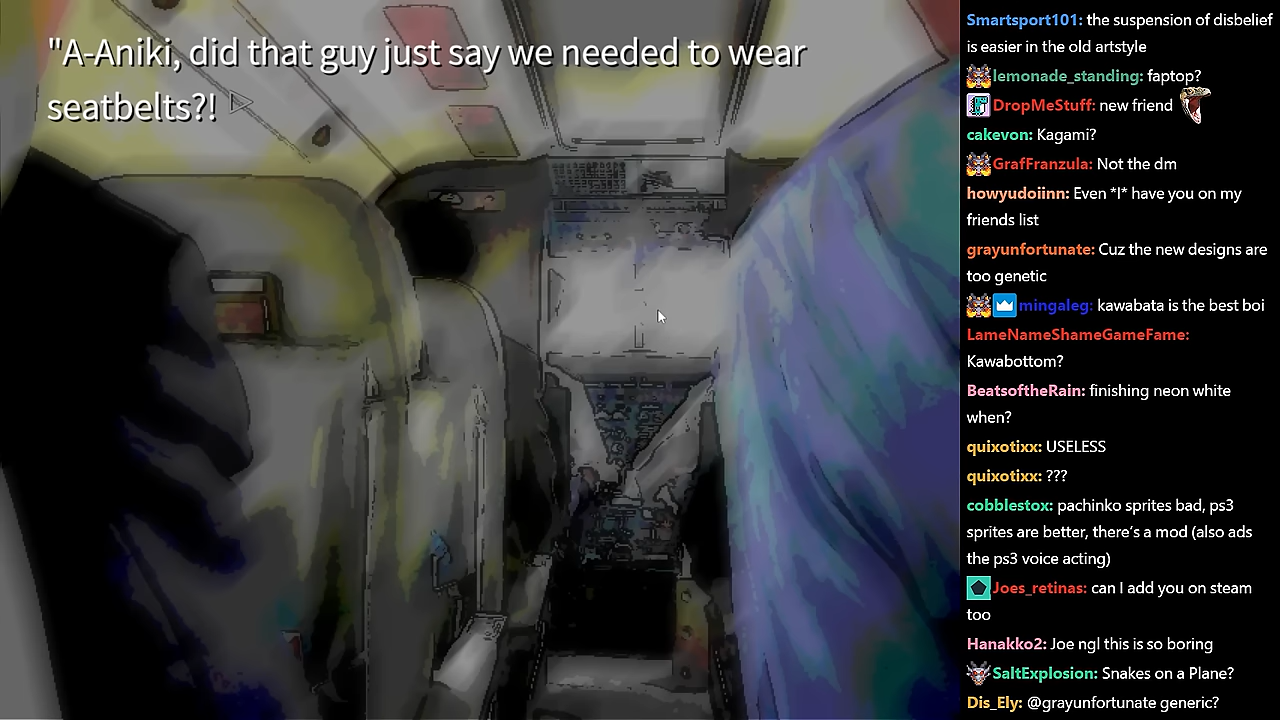 "A-Aniki, did that guy just say we needed to wear
seatbelts?!
Smartsport101: the suspension of disbelief
is easier in the old artstyle
lemonade_standing: faptop?
DropMeStuff: new friend
cakevon: Kagami?
GrafFranzula: Not the dm
howyudoiinn: Even *I* have you on my
friends list
grayunfortunate: Cuz the new designs are
too genetic
mingaleg: kawabata is the best boi
LameNameShameGameFame:
Kawabottom?
BeatsoftheRain: finishing neon white
when?
quixotixx: USELESS
quixotixx: ???
cobblestox: pachinko sprites bad, ps3
sprites are better, there's a mod (also ads
the ps3 voice acting)
Joes_retinas: can I add you on steam
too
Hanakko2: Joe ngl this is so boring
SaltExplosion: Snakes on a Plane?
Dis_Ely: @grayunfortunate generic?